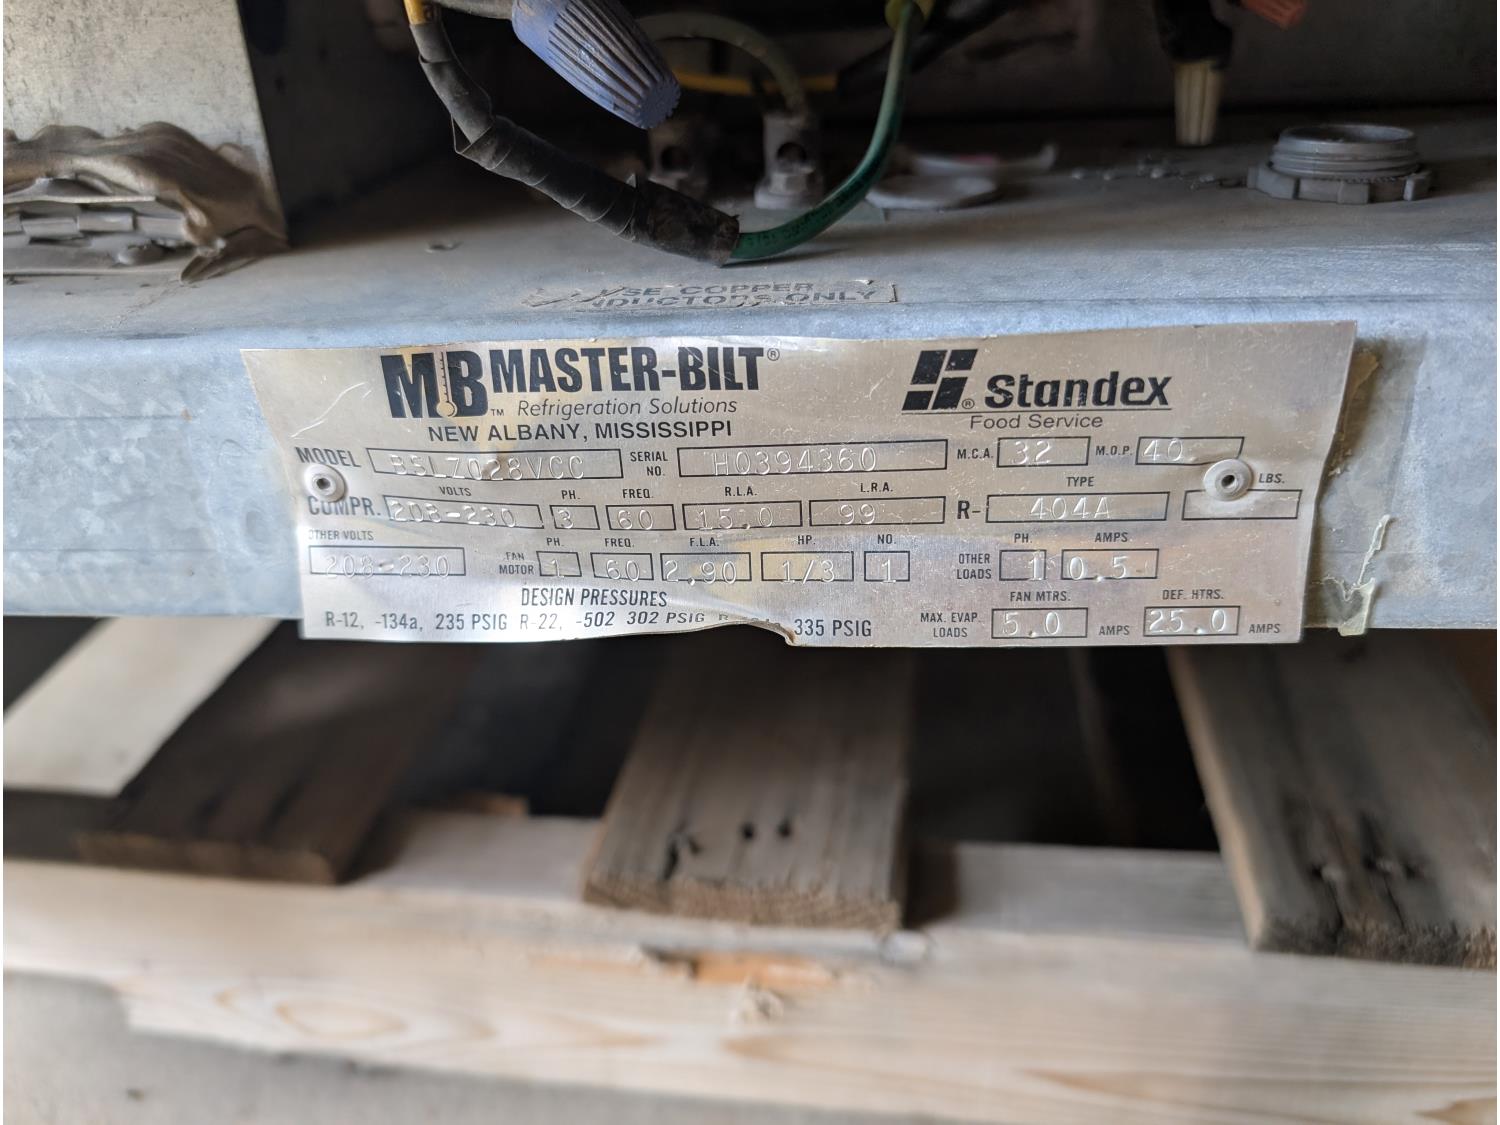 USE COPPER
CONDUCTORS ONLY
MB™ MASTER-BILT®
Refrigeration Solutions
NEW ALBANY, MISSISSIPPI
Standex®
Food Service
MODEL BSLZ028VCC SERIAL NO. H0394360 M.C.A. 32 M.O.P. 40
COMPR. VOLTS 208-230 PH. 3 FREQ. 60 R.L.A. 15.0 L.R.A. 99 R- TYPE 404A LBS.
OTHER VOLTS 208-230 FAN MOTOR PH. 1 FREQ. 60 F.L.A. 2.90 HP. 1/3 NO. 1 OTHER LOADS PH. 1 AMPS 0.5
DESIGN PRESSURES
R-12, -134a, 235 PSIG R-22, -502 302 PSIG 335 PSIG
MAX. EVAP. LOADS FAN MTRS. 5.0 AMPS DEF. HTRS. 25.0 AMPS